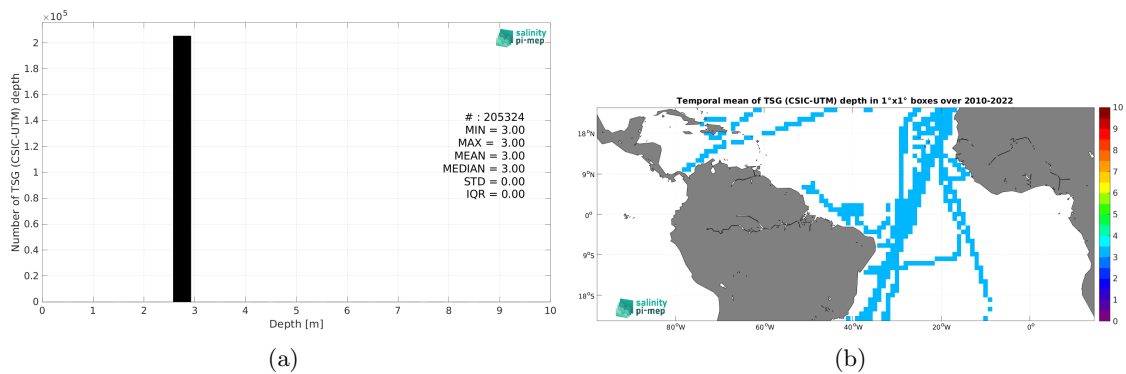 ×10⁵
2
1.8
1.6
1.4
1.2
1
0.8
0.6
0.4
0.2
0
0 1 2 3 4 5 6 7 8 9 10
Number of TSG (CSIC-UTM) depth
Depth [m]
salinity
pi-mep
# : 205324
MIN = 3.00
MAX = 3.00
MEAN = 3.00
MEDIAN = 3.00
STD = 0.00
IQR = 0.00
(a)
Temporal mean of TSG (CSIC-UTM) depth in 1°x1° boxes over 2010-2022
18°N
9°N
0°
9°S
18°S
80°W 60°W 40°W 20°W 0°
salinity
pi-mep
10
9
8
7
6
5
4
3
2
1
0
(b)